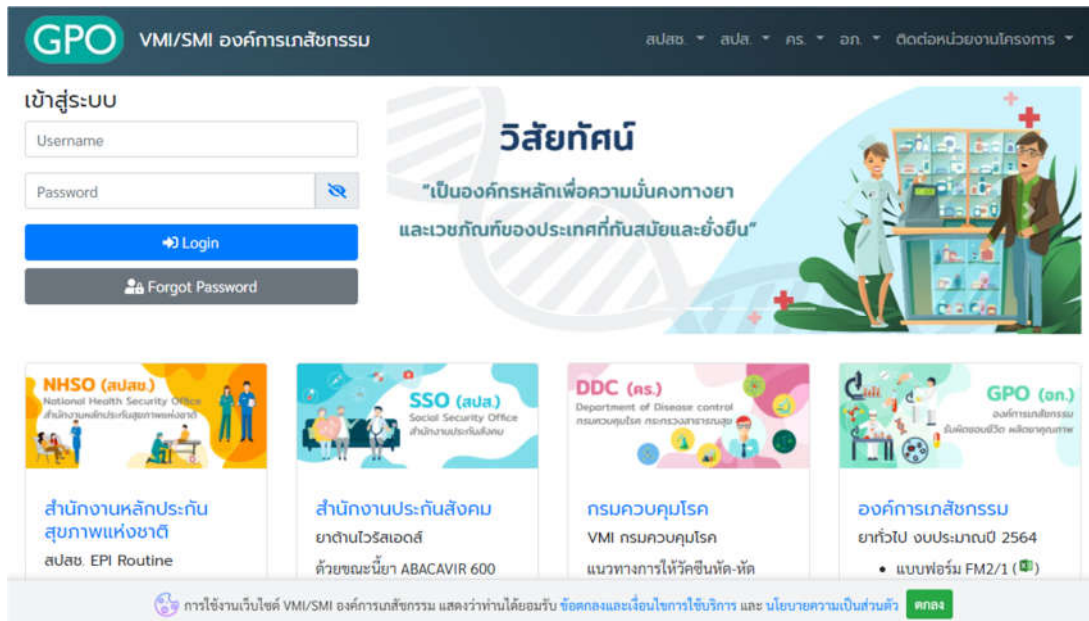 GPO VMI/SMI องค์การเภสัชกรรม สปสช. สปส. คร. อภ. ติดต่อหน่วยงานโครงการ
เข้าสู่ระบบ
Username
Password
Login
Forgot Password
วิสัยทัศน์
"เป็นองค์กรหลักเพื่อความมั่นคงทางยา
และเวชภัณฑ์ของประเทศที่ทันสมัยและยั่งยืน"
NHSO (สปสช.)
National Health Security Office
สำนักงานหลักประกันสุขภาพแห่งชาติ
สำนักงานหลักประกัน
สุขภาพแห่งชาติ
สปสช. EPI Routine
SSO (สปส.)
Social Security Office
สำนักงานประกันสังคม
สำนักงานประกันสังคม
ยาต้านไวรัสเอดส์
ด้วยขณะนี้ยา ABACAVIR 600
DDC (คร.)
Department of Disease control
กรมควบคุมโรค กระทรวงสาธารณสุข
กรมควบคุมโรค
VMI กรมควบคุมโรค
แนวทางการให้วัคซีนหัด-หัด
GPO (อภ.)
องค์การเภสัชกรรม
รับผิดชอบชีวิต ผลิตยาคุณภาพ
องค์การเภสัชกรรม
ยาทั่วไป งบประมาณปี 2564
• แบบฟอร์ม FM2/1 ( )
การใช้งานเว็บไซต์ VMI/SMI องค์การเภสัชกรรม แสดงว่าท่านได้ยอมรับ ข้อตกลงและเงื่อนไขการใช้บริการ และ นโยบายความเป็นส่วนตัว ตกลง